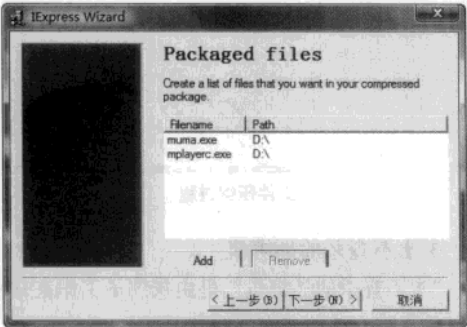 IExpress Wizard
Packaged files
Create a list of files that you want in your compressed
package.
Filename Path
muma.exe D:\
mplayerc.exe D:\
Add Remove
< 上一步(B) 下一步(N) > 取消